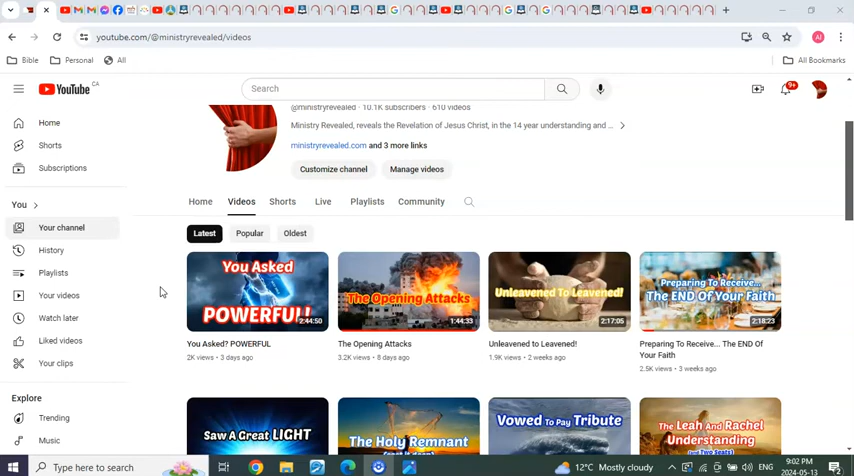 youtube.com/@ministryrevealed/videos
AI
Bible
Personal
All
All Bookmarks
YouTube CA
Search
9+
@ministryrevealed • 10.1K subscribers • 610 videos
Ministry Revealed, reveals the Revelation of Jesus Christ, in the 14 year understanding and ...
ministryrevealed.com and 3 more links
Customize channel
Manage videos
Home
Videos
Shorts
Live
Playlists
Community
Latest
Popular
Oldest
Home
Shorts
Subscriptions
You
Your channel
History
Playlists
Your videos
Watch later
Liked videos
Your clips
Explore
Trending
Music
You Asked
POWERFUL!
2:44:50
The Opening Attacks
1:44:33
Unleavened To Leavened!
2:17:05
Preparing To Receive...
The END Of Your Faith
2:18:23
You Asked? POWERFUL
2K views • 3 days ago
The Opening Attacks
3.2K views • 8 days ago
Unleavened to Leavened!
1.9K views • 2 weeks ago
Preparing To Receive... The END Of
Your Faith
2.5K views • 3 weeks ago
Saw A Great LIGHT
The Holy Remnant
Vowed To Pay Tribute
The Leah And Rachel
Understanding
Type here to search
12°C Mostly cloudy
ENG
9:02 PM
2024-05-13